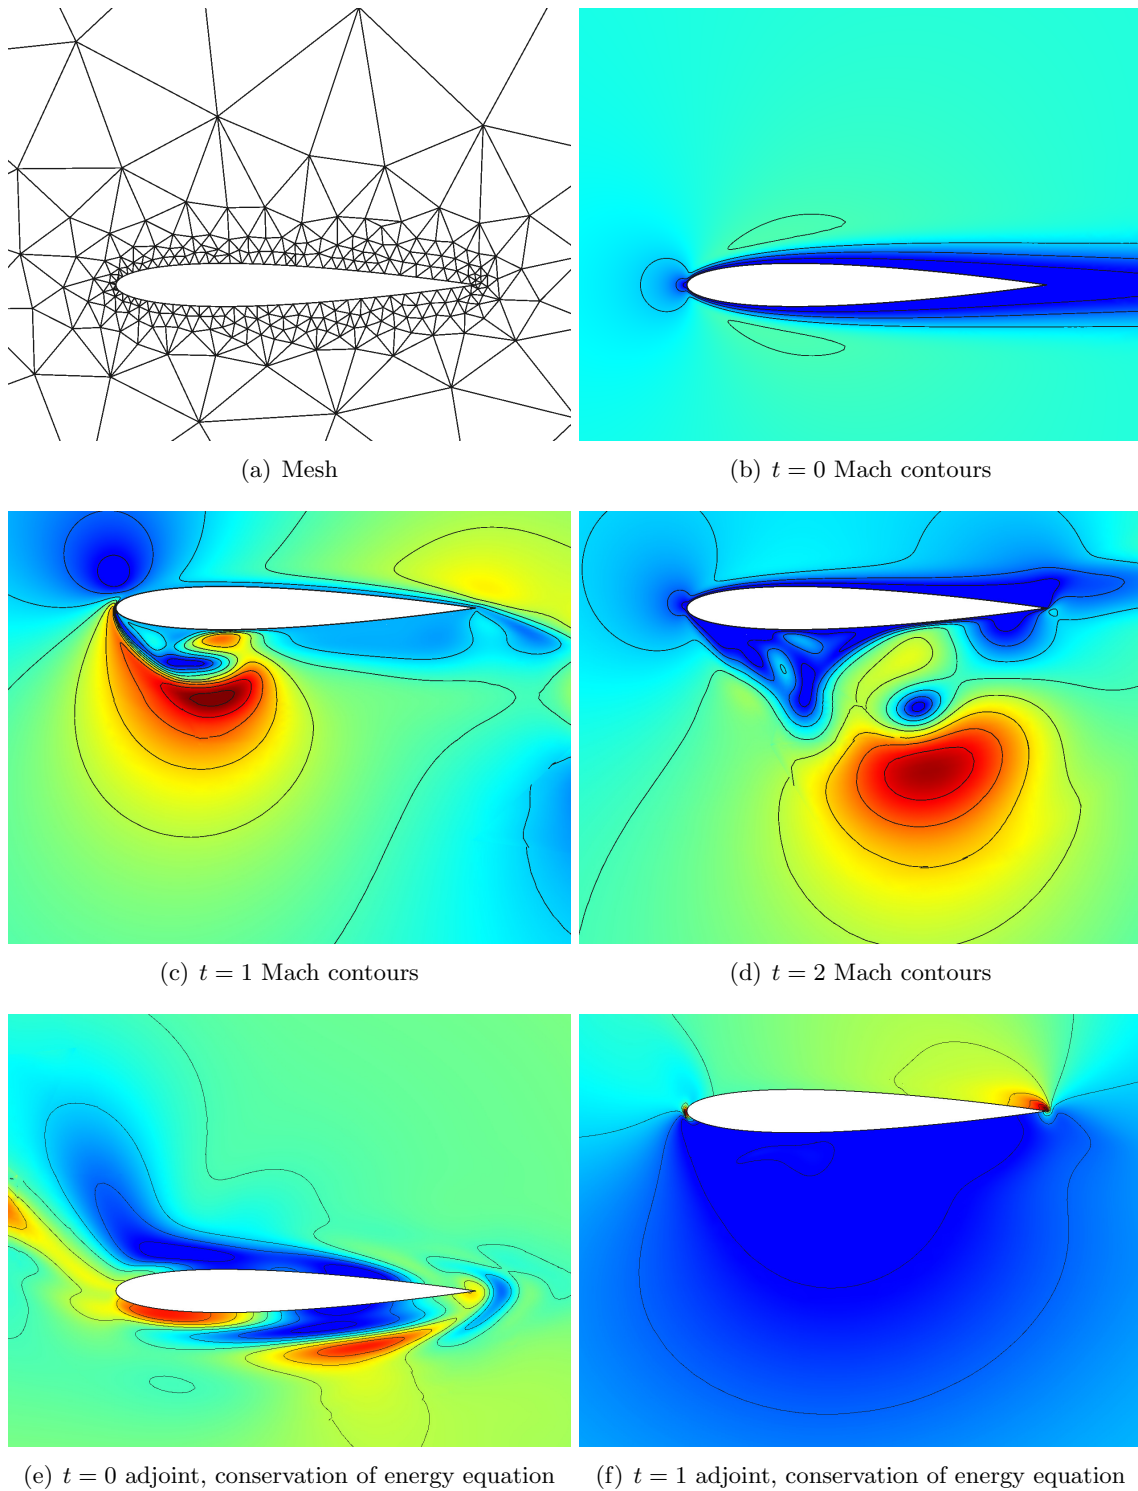 (a) Mesh
(b) t = 0 Mach contours
(c) t = 1 Mach contours
(d) t = 2 Mach contours
(e) t = 0 adjoint, conservation of energy equation
(f) t = 1 adjoint, conservation of energy equation